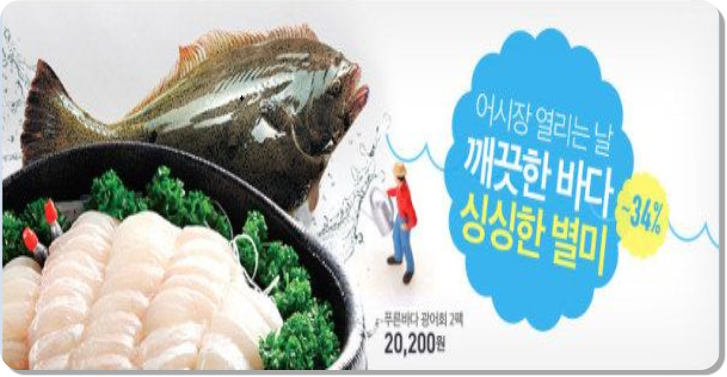 어시장 열리는 날
깨끗한 바다
싱싱한 별미
~34%
푸른바다 광어회 2팩
20,200원